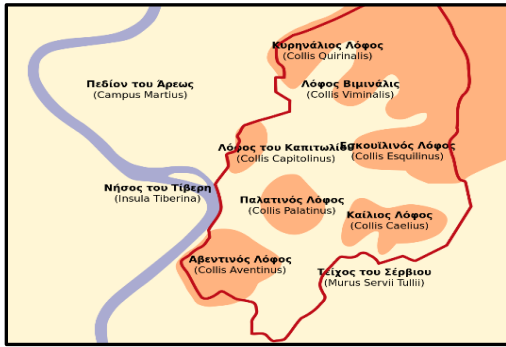 Κυρηνάλιος Λόφος
(Collis Quirinalis)
Πεδίον του Άρεως
(Campus Martius)
Λόφος Βιμινάλις
(Collis Viminalis)
Λόφος του Καπιτωλίου
(Collis Capitolinus)
Εσκουϊλινός Λόφος
(Collis Esquilinus)
Νήσος του Τίβερη
(Insula Tiberina)
Παλατινός Λόφος
(Collis Palatinus)
Καίλιος Λόφος
(Collis Caelius)
Αβεντινός Λόφος
(Collis Aventinus)
Τείχος του Σέρβιου
(Murus Servii Tullii)